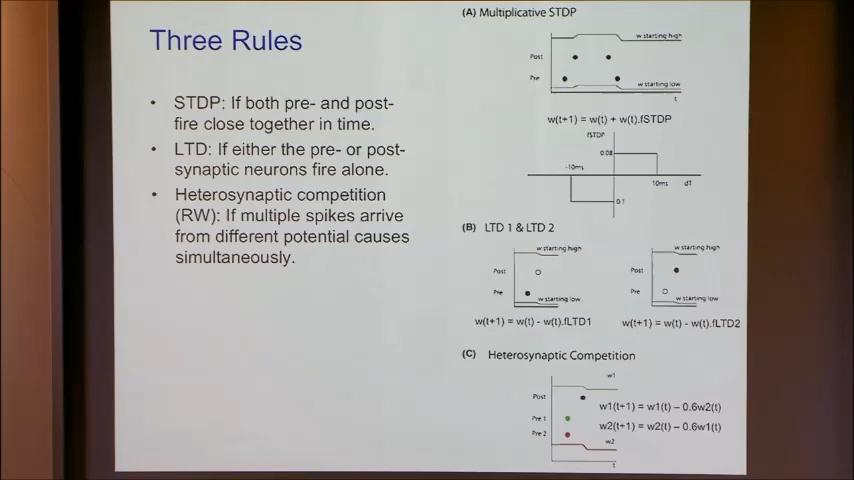 Three Rules
• STDP: If both pre- and post-
fire close together in time.
• LTD: If either the pre- or post-
synaptic neurons fire alone.
• Heterosynaptic competition
(RW): If multiple spikes arrive
from different potential causes
simultaneously.
(A) Multiplicative STDP
w starting high
Post
Pre
w starting low
t
w(t+1) = w(t) + w(t).fSTDP
fSTDP
0.08
-10ms
10ms
dT
0.1
(B) LTD 1 & LTD 2
w starting high
Post
Pre
w starting low
w(t+1) = w(t) - w(t).fLTD1
w starting high
Post
Pre
w starting low
w(t+1) = w(t) - w(t).fLTD2
(C) Heterosynaptic Competition
w1
Post
Pre 1
Pre 2
w2
t
w1(t+1) = w1(t) – 0.6w2(t)
w2(t+1) = w2(t) – 0.6w1(t)